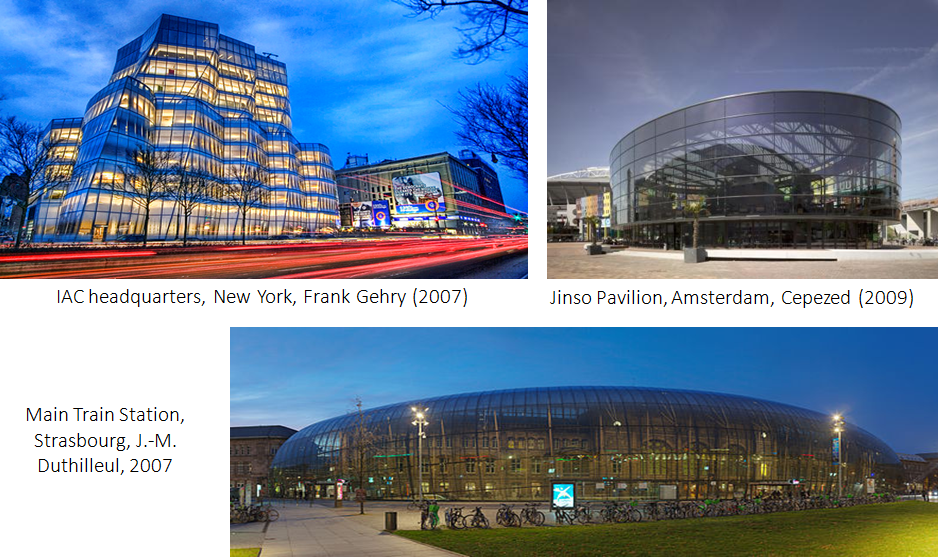 IAC headquarters, New York, Frank Gehry (2007)
Jinso Pavilion, Amsterdam, Cepezed (2009)
Main Train Station,
Strasbourg, J.-M.
Duthilleul, 2007